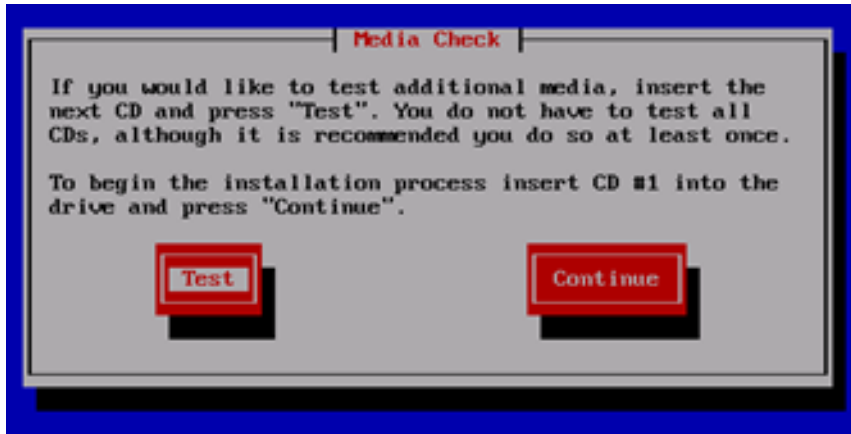 Media Check
If you would like to test additional media, insert the
next CD and press "Test". You do not have to test all
CDs, although it is recommended you do so at least once.
To begin the installation process insert CD #1 into the
drive and press "Continue".
Test
Continue